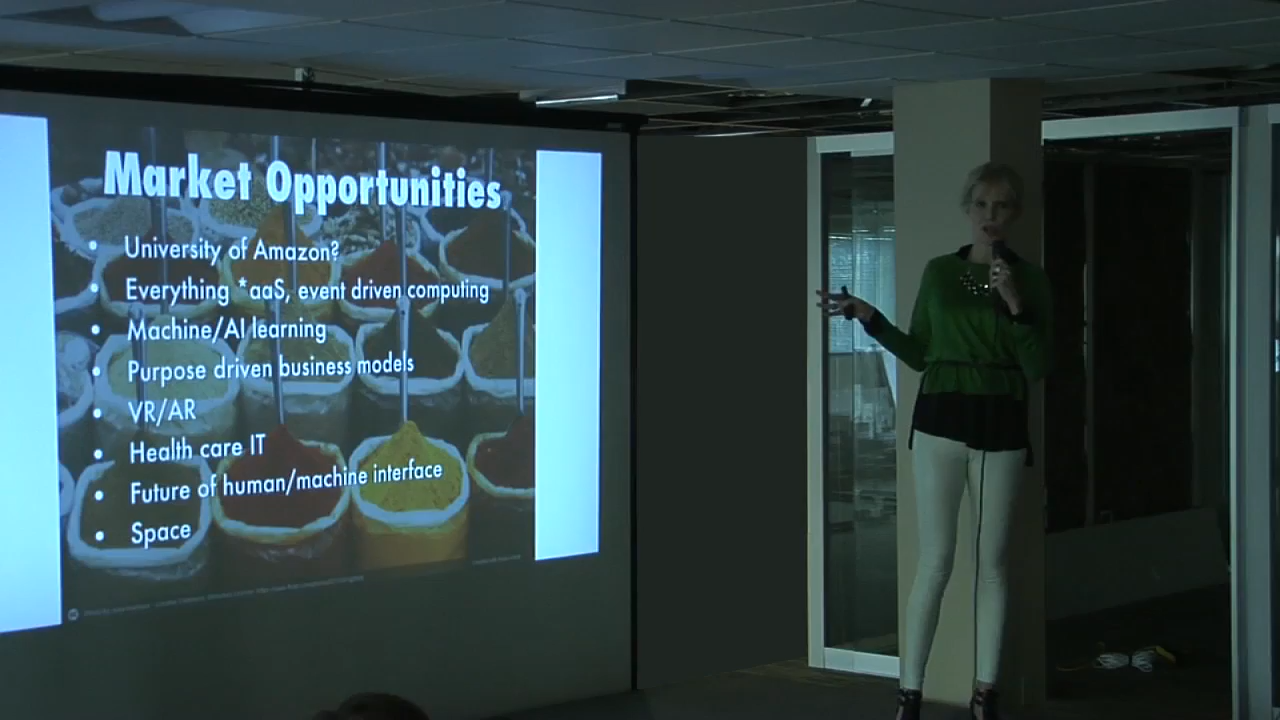 Market Opportunities
University of Amazon?
Everything *aaS, event driven computing
Machine/AI learning
Purpose driven business models
VR/AR
Health care IT
Future of human/machine interface
Space